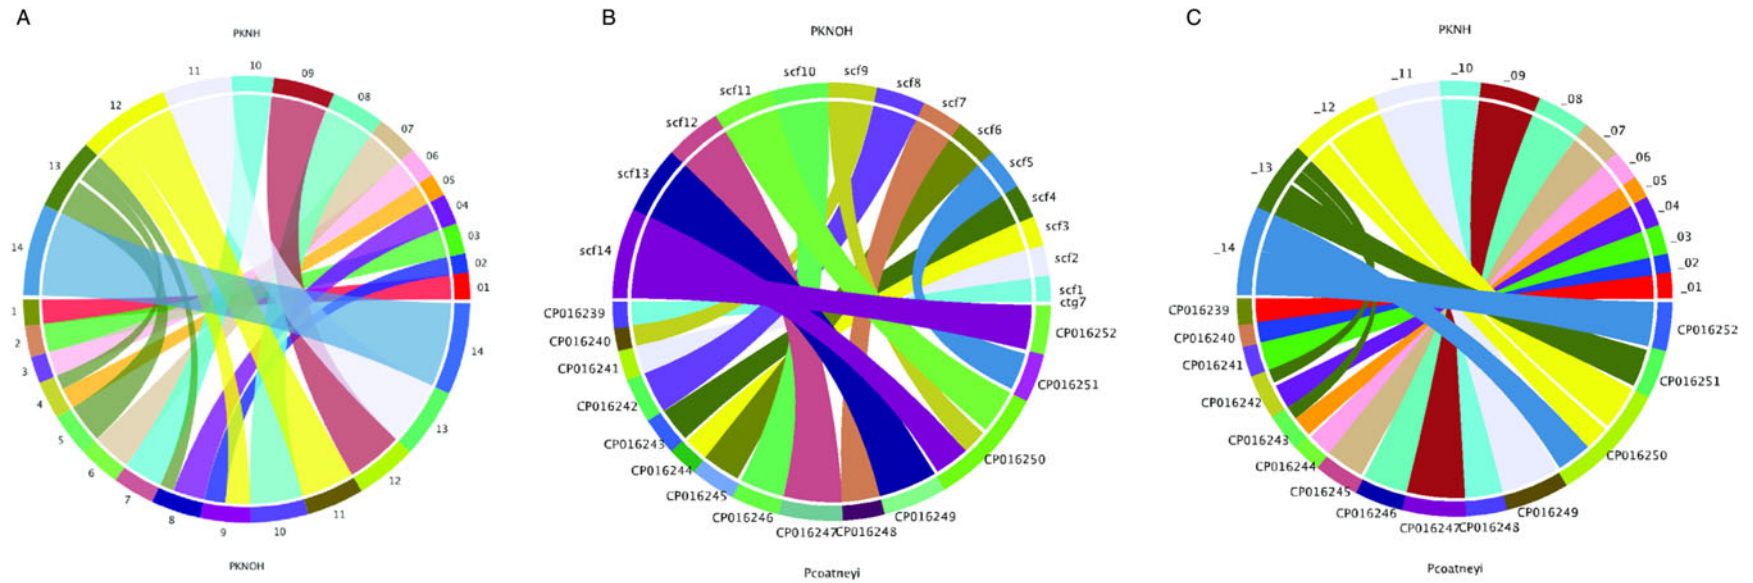 A
PKNH
10
09
11
08
12
07
06
13
05
04
03
14
02
01
1
2
14
3
4
13
5
6
12
7
11
8
9
10
PKNOH
B
PKNOH
scf10
scf9
scf11
scf8
scf7
scf12
scf6
scf13
scf5
scf4
scf3
scf14
scf2
scf1
ctg7
CP016239
CP016252
CP016240
CP016241
CP016251
CP016242
CP016243
CP016250
CP016244
CP016245
CP016246
CP016249
CP016247
CP016248
Pcoatneyi
C
PKNH
_10
_09
_11
_08
_12
_07
_06
_13
_05
_04
_03
_14
_02
_01
CP016239
CP016252
CP016240
CP016241
CP016251
CP016242
CP016243
CP016250
CP016244
CP016245
CP016246
CP016249
CP016247
CP016248
Pcoatneyi